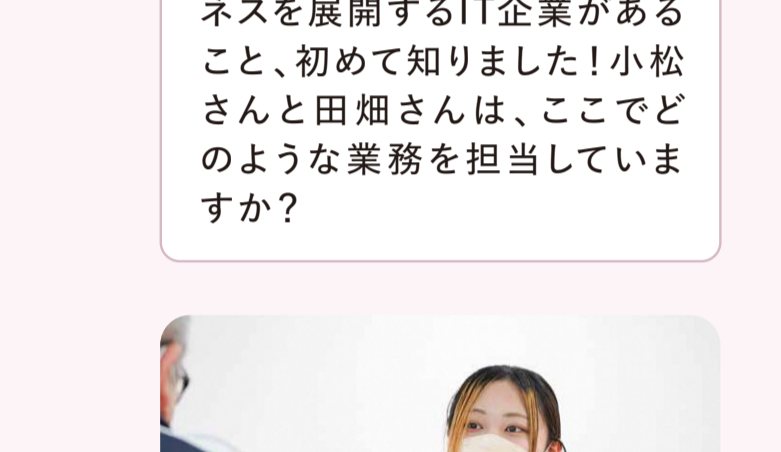 ネスを展開するIT企業がある
こと、初めて知りました！小松
さんと田畑さんは、ここでど
のような業務を担当していま
すか？